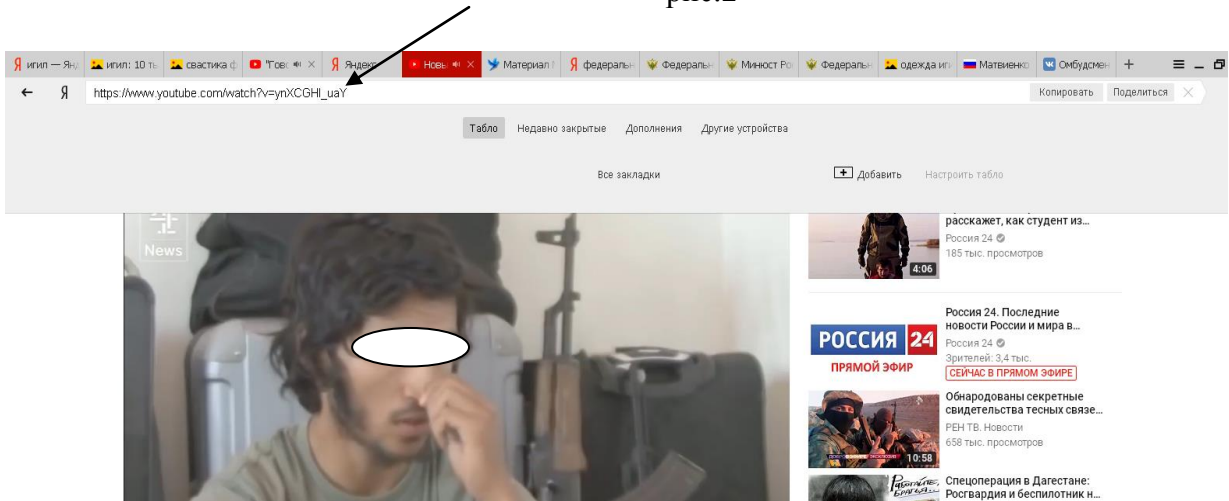 рис.2
игил — Янд
игил: 10 ты
свастика ф
"Гово
Яндекс
Новы
Материал
федеральн
Федеральн
Минюст Ро
Федеральн
одежда иги
Матвиенко
Омбудсмен
https://www.youtube.com/watch?v=ynXCGHl_uaY
Копировать
Поделиться
Табло
Недавно закрытые
Дополнения
Другие устройства
Все закладки
Добавить
Настроить табло
News
расскажет, как студент из...
Россия 24
185 тыс. просмотров
4:06
Россия 24. Последние
новости России и мира в...
Россия 24
Зрителей: 3,4 тыс.
СЕЙЧАС В ПРЯМОМ ЭФИРЕ
РОССИЯ 24
ПРЯМОЙ ЭФИР
Обнародованы секретные
свидетельства тесных связе...
РЕН ТВ. Новости
658 тыс. просмотров
10:58
Спецоперация в Дагестане:
Росгвардия и беспилотник н...